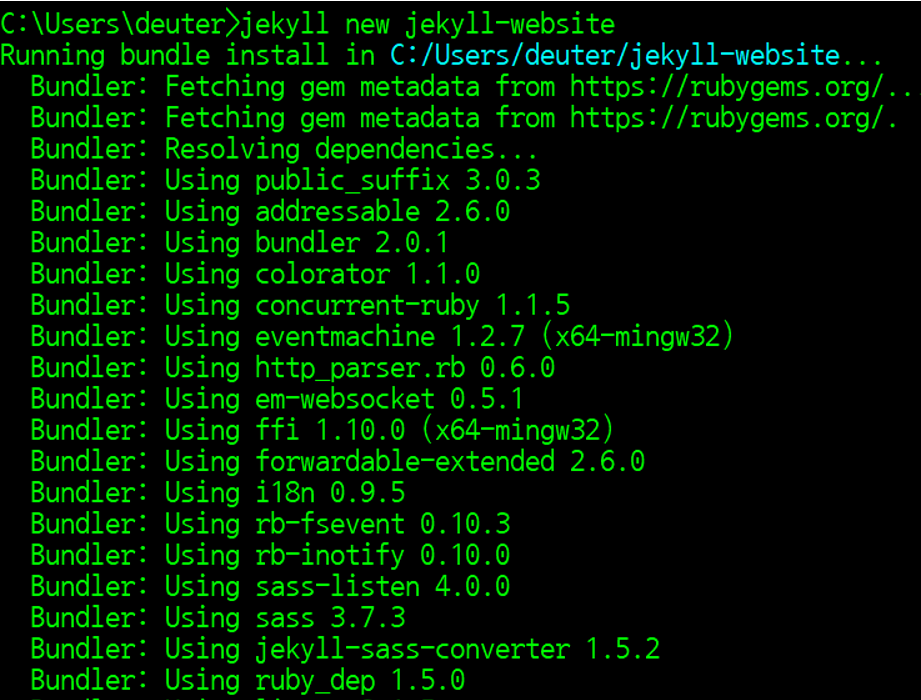 C:\Users\deuter>jekyll new jekyll-website
Running bundle install in C:/Users/deuter/jekyll-website...
Bundler: Fetching gem metadata from https://rubygems.org/...
Bundler: Fetching gem metadata from https://rubygems.org/.
Bundler: Resolving dependencies...
Bundler: Using public_suffix 3.0.3
Bundler: Using addressable 2.6.0
Bundler: Using bundler 2.0.1
Bundler: Using colorator 1.1.0
Bundler: Using concurrent-ruby 1.1.5
Bundler: Using eventmachine 1.2.7 (x64-mingw32)
Bundler: Using http_parser.rb 0.6.0
Bundler: Using em-websocket 0.5.1
Bundler: Using ffi 1.10.0 (x64-mingw32)
Bundler: Using forwardable-extended 2.6.0
Bundler: Using i18n 0.9.5
Bundler: Using rb-fsevent 0.10.3
Bundler: Using rb-inotify 0.10.0
Bundler: Using sass-listen 4.0.0
Bundler: Using sass 3.7.3
Bundler: Using jekyll-sass-converter 1.5.2
Bundler: Using ruby_dep 1.5.0